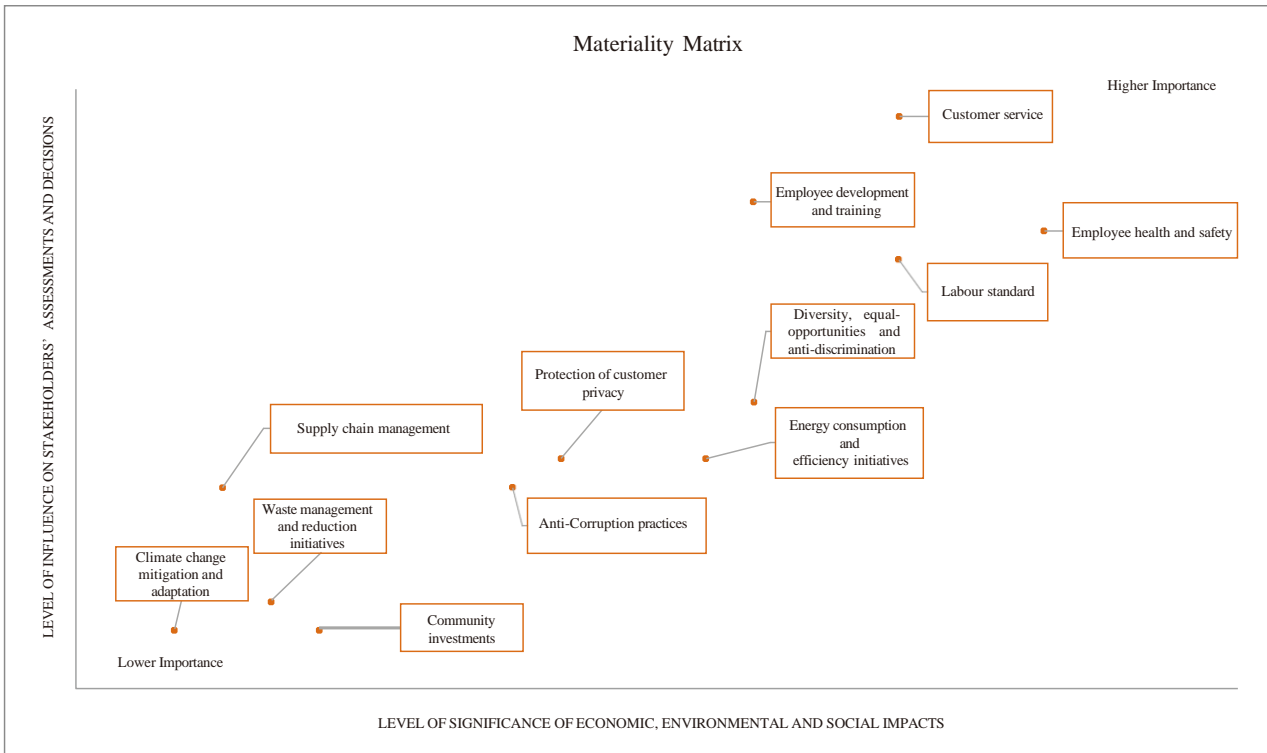 Materiality Matrix
Higher Importance
Customer service
Employee development
and training
Employee health and safety
Labour standard
Diversity, equal-
opportunities and
anti-discrimination
Protection of customer
privacy
Supply chain management
Energy consumption
and
efficiency initiatives
Waste management
and reduction
initiatives
Anti-Corruption practices
Climate change
mitigation and
adaptation
Community
investments
Lower Importance
LEVEL OF INFLUENCE ON STAKEHOLDERS' ASSESSMENTS AND DECISIONS
LEVEL OF SIGNIFICANCE OF ECONOMIC, ENVIRONMENTAL AND SOCIAL IMPACTS